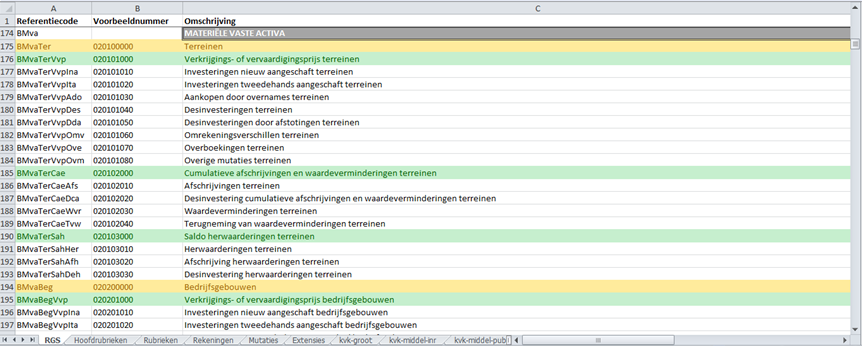 A B C
1 Referentiecode Voorbeeldnummer Omschrijving
174 BMva MATERIËLE VASTE ACTIVA
175 BMvaTer 020100000 Terreinen
176 BMvaTerVvp 020101000 Verkrijgings- of vervaardigingsprijs terreinen
177 BMvaTerVvpIna 020101010 Investeringen nieuw aangeschaft terreinen
178 BMvaTerVvpIta 020101020 Investeringen tweedehands aangeschaft terreinen
179 BMvaTerVvpAdo 020101030 Aankopen door overnames terreinen
180 BMvaTerVvpDes 020101040 Desinvesteringen terreinen
181 BMvaTerVvpDda 020101050 Desinvesteringen door afstotingen terreinen
182 BMvaTerVvpOmv 020101060 Omrekeningsverschillen terreinen
183 BMvaTerVvpOve 020101070 Overboekingen terreinen
184 BMvaTerVvpOvm 020101080 Overige mutaties terreinen
185 BMvaTerCae 020102000 Cumulatieve afschrijvingen en waardeverminderingen terreinen
186 BMvaTerCaeAfs 020102010 Afschrijvingen terreinen
187 BMvaTerCaeDca 020102020 Desinvestering cumulatieve afschrijvingen en waardeverminderingen terreinen
188 BMvaTerCaeWvr 020102030 Waardeverminderingen terreinen
189 BMvaTerCaeTvw 020102040 Terugneming van waardeverminderingen terreinen
190 BMvaTerSah 020103000 Saldo herwaarderingen terreinen
191 BMvaTerSahHer 020103010 Herwaarderingen terreinen
192 BMvaTerSahAfh 020103020 Afschrijving herwaarderingen terreinen
193 BMvaTerSahDeh 020103030 Desinvestering herwaarderingen terreinen
194 BMvaBeg 020200000 Bedrijfsgebouwen
195 BMvaBegVvp 020201000 Verkrijgings- of vervaardigingsprijs bedrijfsgebouwen
196 BMvaBegVvpIna 020201010 Investeringen nieuw aangeschaft bedrijfsgebouwen
197 BMvaBegVvpIta 020201020 Investeringen tweedehands aangeschaft bedrijfsgebouwen
RGS Hoofdrubrieken Rubrieken Rekeningen Mutaties Extensies kvk-groot kvk-middel-inr kvk-middel-publ